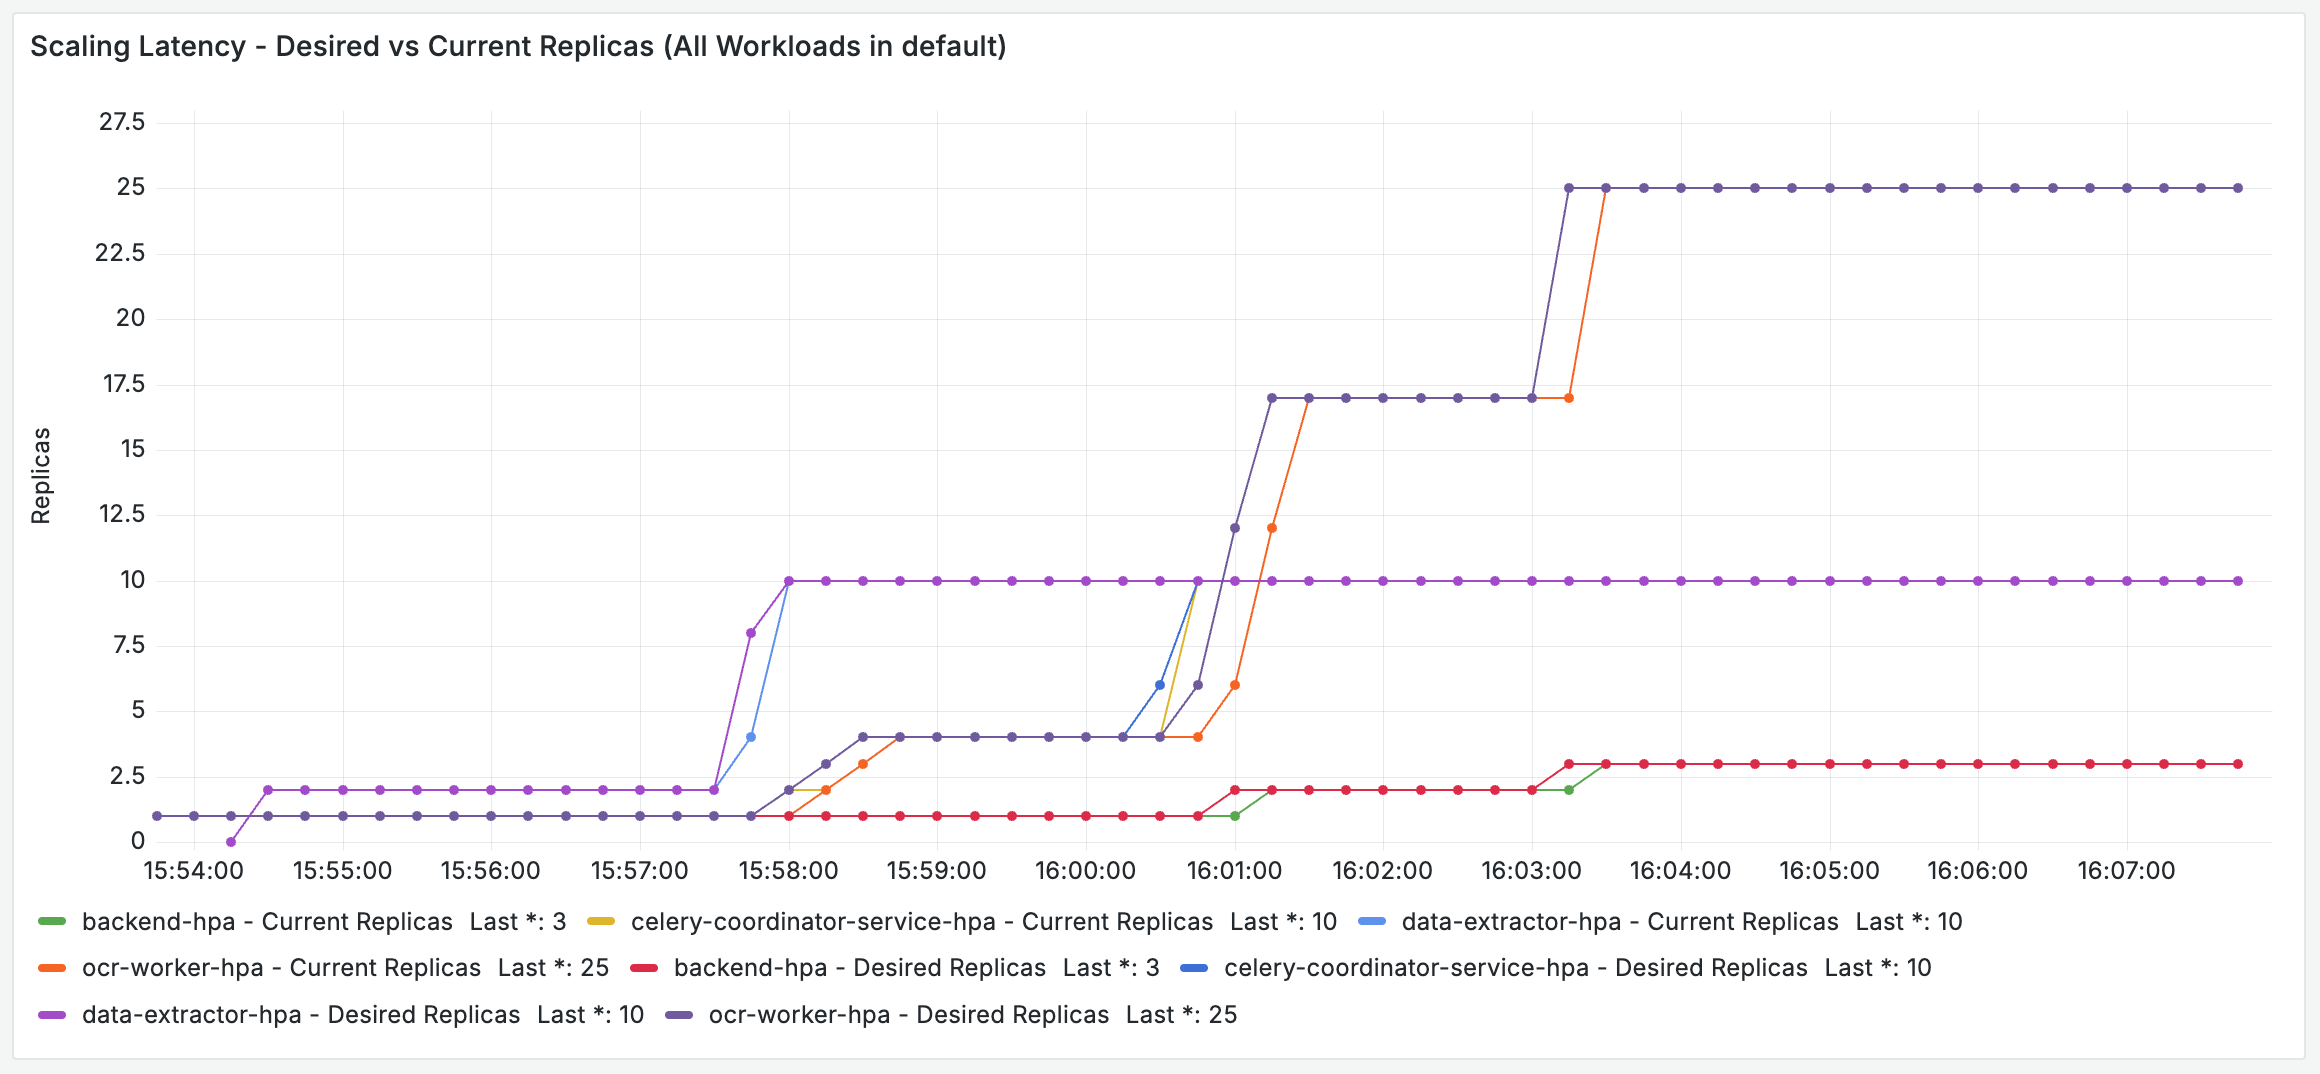 Scaling Latency - Desired vs Current Replicas (All Workloads in default)
27.5
25
22.5
20
17.5
15
12.5
10
7.5
5
2.5
0
Replicas
15:54:00 15:55:00 15:56:00 15:57:00 15:58:00 15:59:00 16:00:00 16:01:00 16:02:00 16:03:00 16:04:00 16:05:00 16:06:00 16:07:00
backend-hpa - Current Replicas Last *: 3 celery-coordinator-service-hpa - Current Replicas Last *: 10 data-extractor-hpa - Current Replicas Last *: 10
ocr-worker-hpa - Current Replicas Last *: 25 backend-hpa - Desired Replicas Last *: 3 celery-coordinator-service-hpa - Desired Replicas Last *: 10
data-extractor-hpa - Desired Replicas Last *: 10 ocr-worker-hpa - Desired Replicas Last *: 25